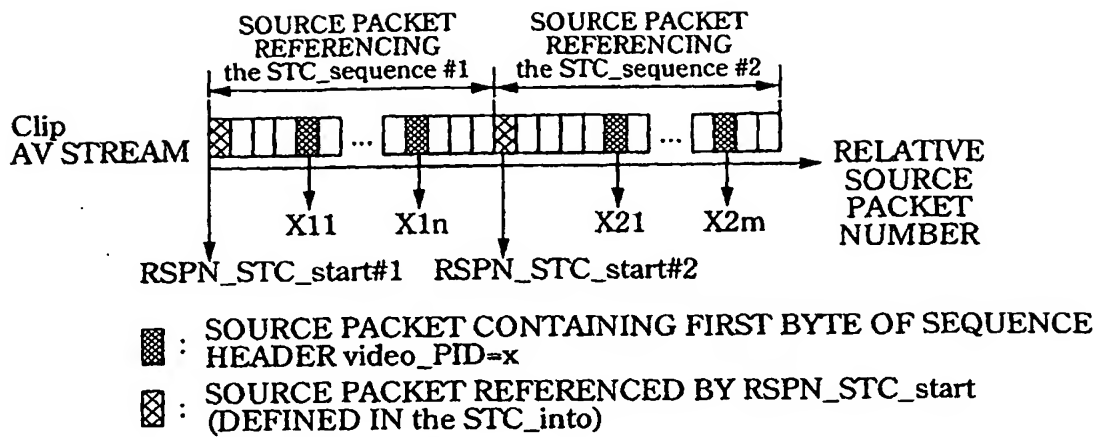 SOURCE PACKET REFERENCING the STC_sequence #1
SOURCE PACKET REFERENCING the STC_sequence #2
Clip AV STREAM
...
...
RELATIVE SOURCE PACKET NUMBER
X11
X1n
X21
X2m
RSPN_STC_start#1
RSPN_STC_start#2
: SOURCE PACKET CONTAINING FIRST BYTE OF SEQUENCE
HEADER video_PID=x
: SOURCE PACKET REFERENCED BY RSPN_STC_start
(DEFINED IN the STC_into)